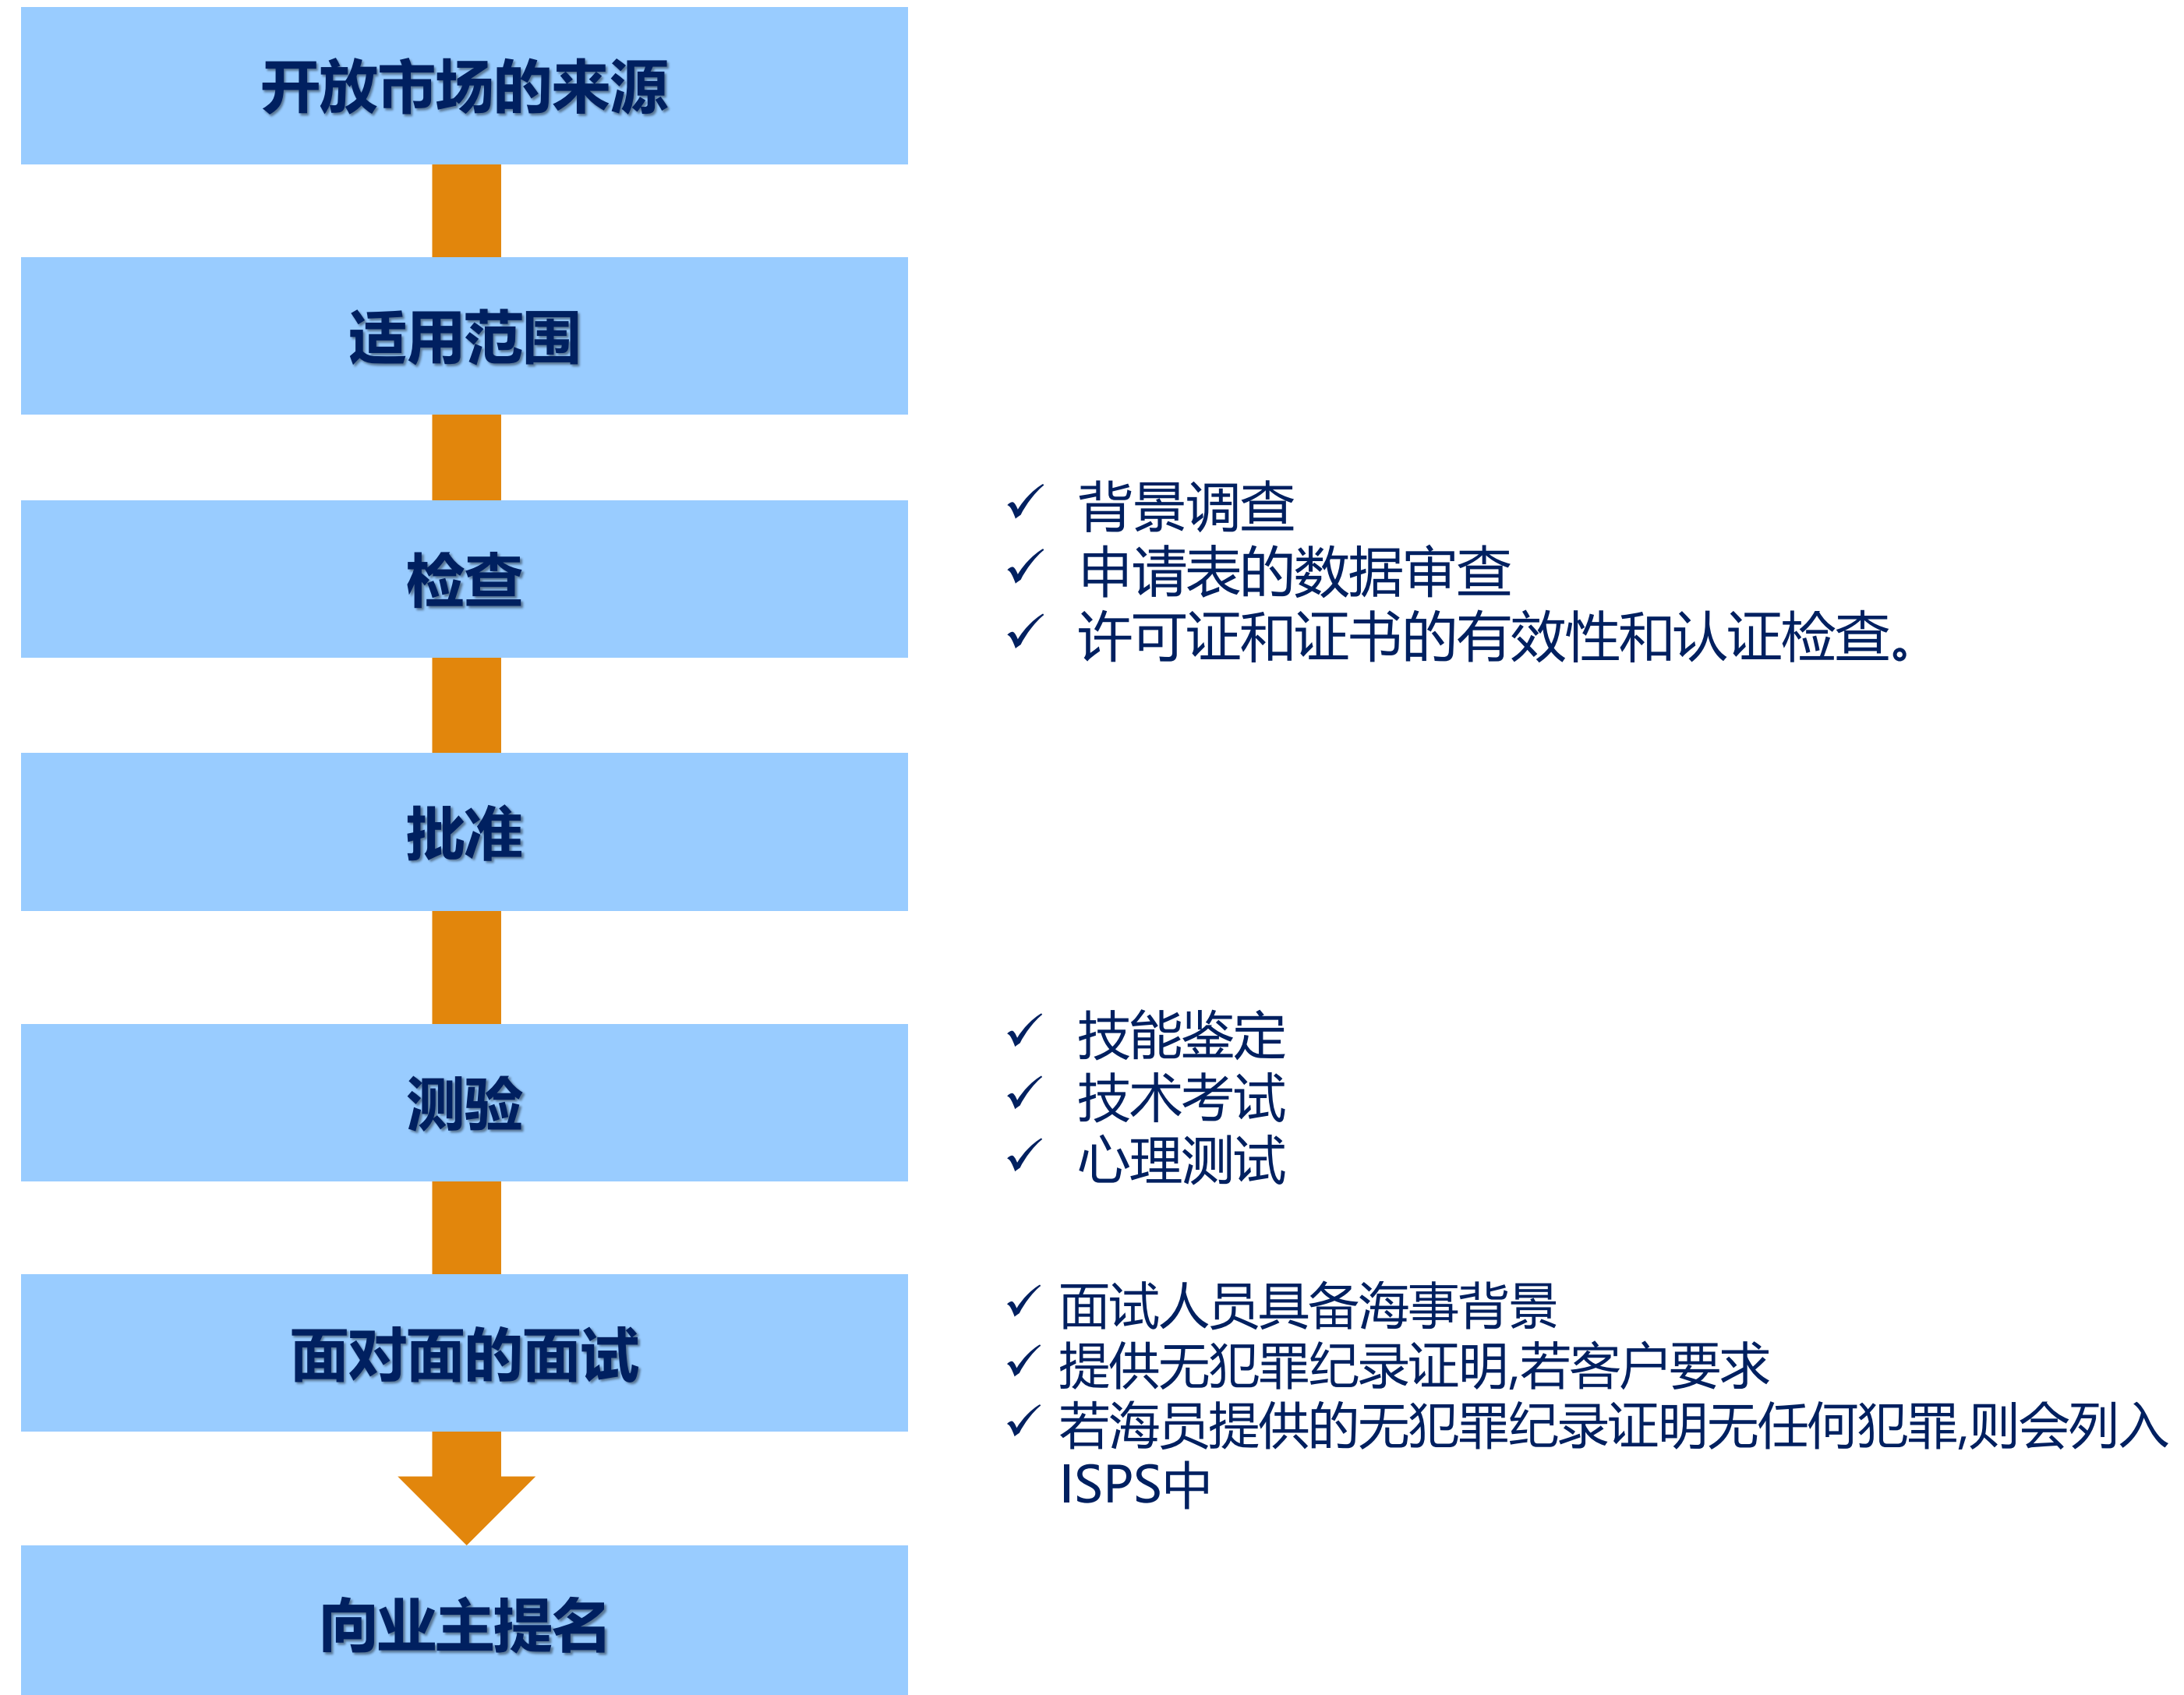 开放市场的来源
适用范围
检查
✓ 背景调查
✓ 申请表的数据审查
✓ 许可证和证书的有效性和认证检查。
批准
测验
✓ 技能鉴定
✓ 技术考试
✓ 心理测试
面对面的面试
✓ 面试人员具备海事背景
✓ 提供无犯罪纪录证明,若客户要求
✓ 若海员提供的无犯罪纪录证明无任何犯罪,则会列入
ISPS中
向业主提名